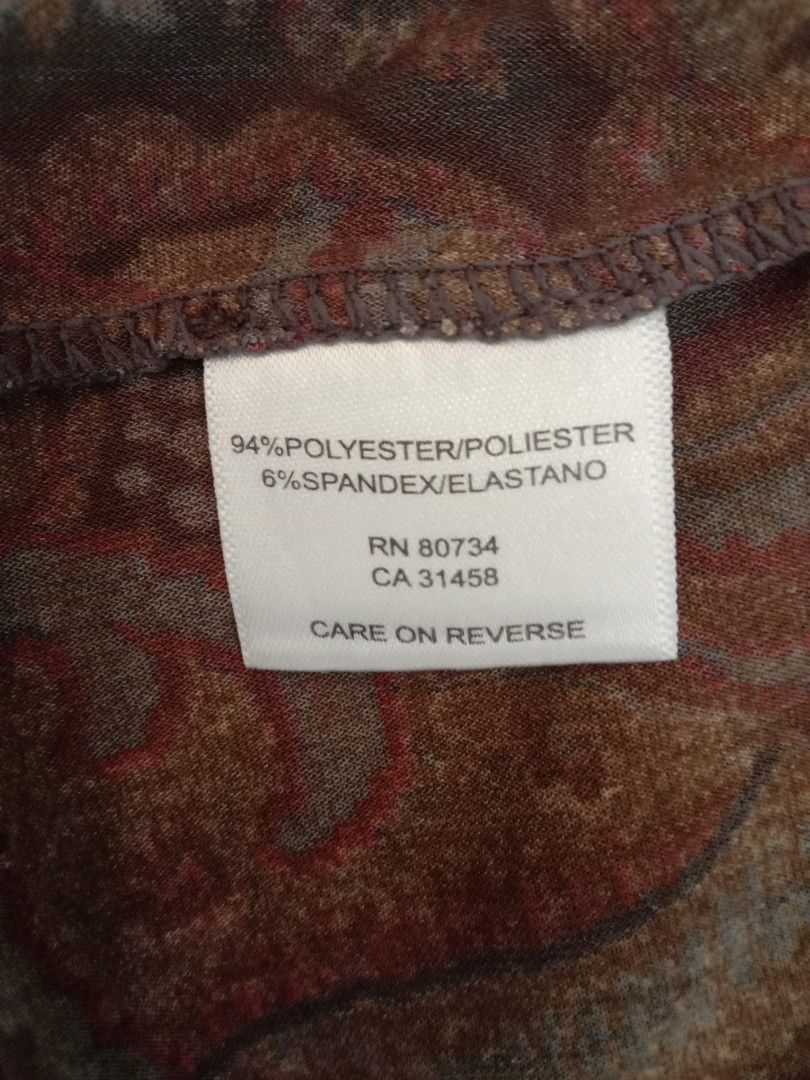 94%POLYESTER/POLIESTER
6%SPANDEX/ELASTANO
RN 80734
CA 31458
CARE ON REVERSE